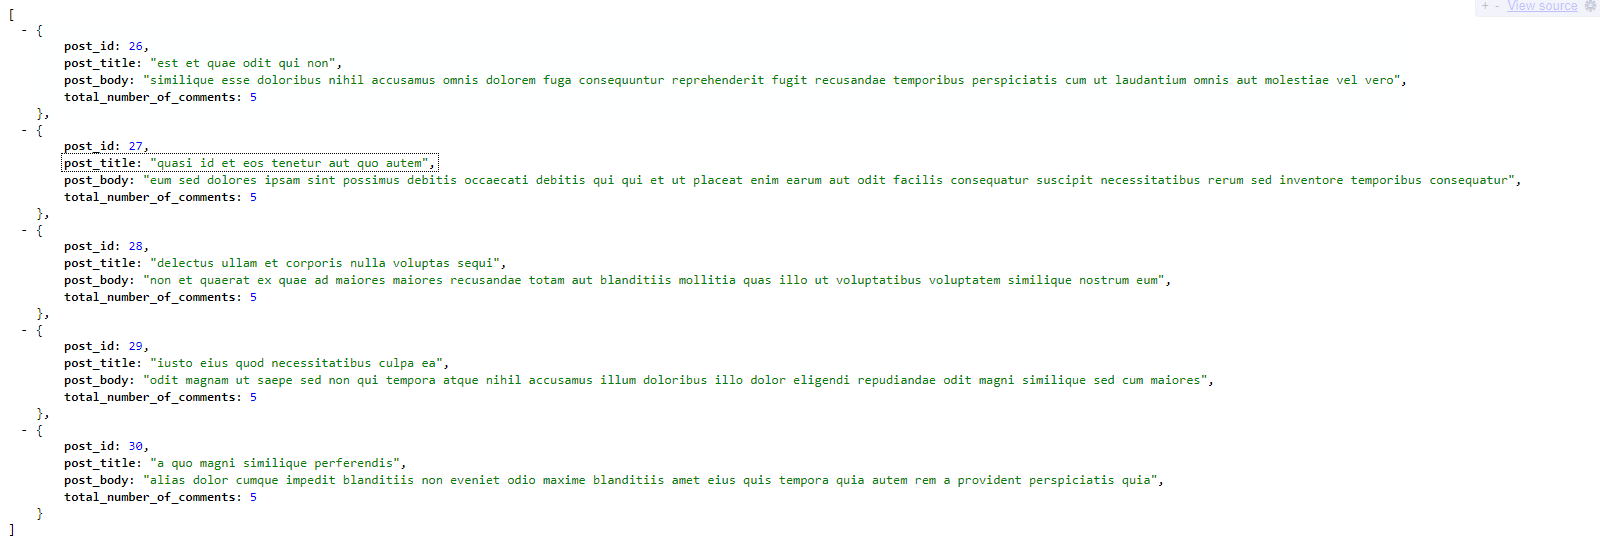 + - View source
[
- {
post_id: 26,
post_title: "est et quae odit qui non",
post_body: "similique esse doloribus nihil accusamus omnis dolorem fuga consequuntur reprehenderit fugit recusandae temporibus perspiciatis cum ut laudantium omnis aut molestiae vel vero",
total_number_of_comments: 5
},
- {
post_id: 27,
post_title: "quasi id et eos tenetur aut quo autem",
post_body: "eum sed dolores ipsam sint possimus debitis occaecati debitis qui qui et ut placeat enim earum aut odit facilis consequatur suscipit necessitatibus rerum sed inventore temporibus consequatur",
total_number_of_comments: 5
},
- {
post_id: 28,
post_title: "delectus ullam et corporis nulla voluptas sequi",
post_body: "non et quaerat ex quae ad maiores maiores recusandae totam aut blanditiis mollitia quas illo ut voluptatibus voluptatem similique nostrum eum",
total_number_of_comments: 5
},
- {
post_id: 29,
post_title: "iusto eius quod necessitatibus culpa ea",
post_body: "odit magnam ut saepe sed non qui tempora atque nihil accusamus illum doloribus illo dolor eligendi repudiandae odit magni similique sed cum maiores",
total_number_of_comments: 5
},
- {
post_id: 30,
post_title: "a quo magni similique perferendis",
post_body: "alias dolor cumque impedit blanditiis non eveniet odio maxime blanditiis amet eius quis tempora quia autem rem a provident perspiciatis quia",
total_number_of_comments: 5
}
]